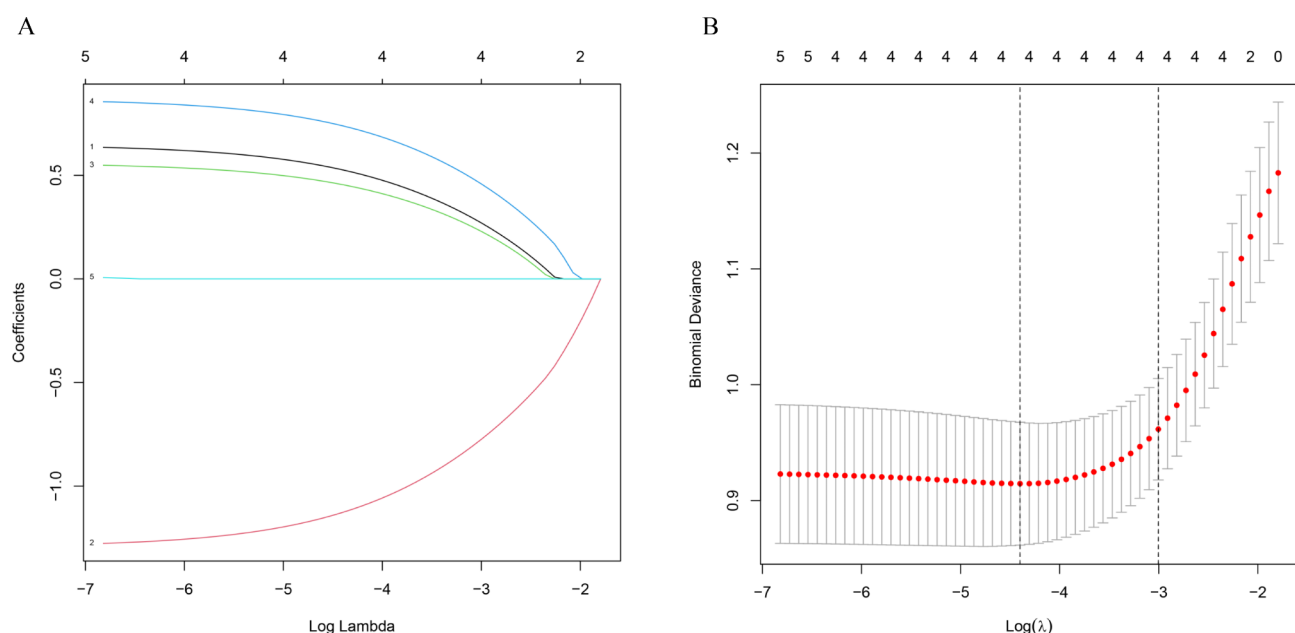 A
5 4 4 4 4 2
4
1
3
5
2
0.5
0.0
−0.5
−1.0
Coefficients
−7 −6 −5 −4 −3 −2
Log Lambda
B
5 5 4 4 4 4 4 4 4 4 4 4 4 4 4 4 4 2 0
1.2
1.1
1.0
0.9
Binomial Deviance
−7 −6 −5 −4 −3 −2
Log(λ)